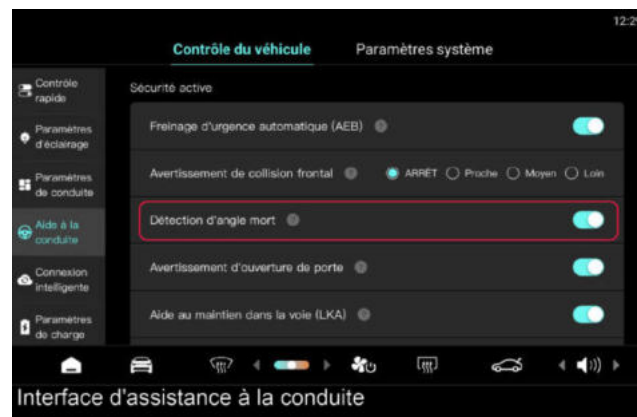 12:2
Contrôle du véhicule Paramètres système
Contrôle
rapide
Sécurité active
Paramètres
d'éclairage
Freinage d'urgence automatique (AEB)
Paramètres
de conduite
Avertissement de collision frontal ARRÊT Proche Moyen Loin
Aide à la
conduite
Détection d'angle mort
Connexion
intelligente
Avertissement d'ouverture de porte
Paramètres
de charge
Aide au maintien dans la voie (LKA)
Interface d'assistance à la conduite